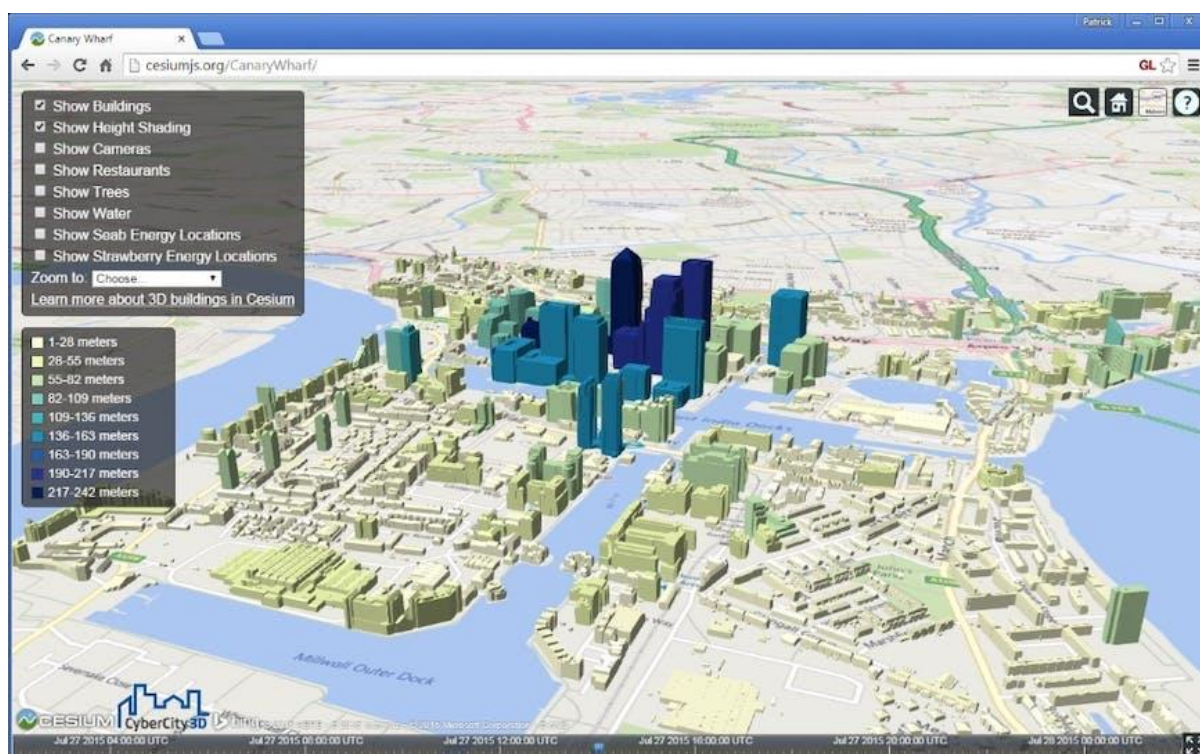 Patrick
Canary Wharf
cesiumjs.org/CanaryWharf/
GL
Show Buildings
Show Height Shading
Show Cameras
Show Restaurants
Show Trees
Show Water
Show Seab Energy Locations
Show Strawberry Energy Locations
Zoom to: Choose...
Learn more about 3D buildings in Cesium
1-28 meters
28-55 meters
55-82 meters
82-109 meters
109-136 meters
136-163 meters
163-190 meters
190-217 meters
217-242 meters
Way
Docks
Millwall Outer Dock
CESIUM
CyberCity3D
bing
Jul 27 2015 04:00:00 UTC
Jul 27 2015 08:00:00 UTC
Jul 27 2015 12:00:00 UTC
Jul 27 2015 16:00:00 UTC
Jul 27 2015 20:00:00 UTC
Jul 28 2015 00:00:00 UTC